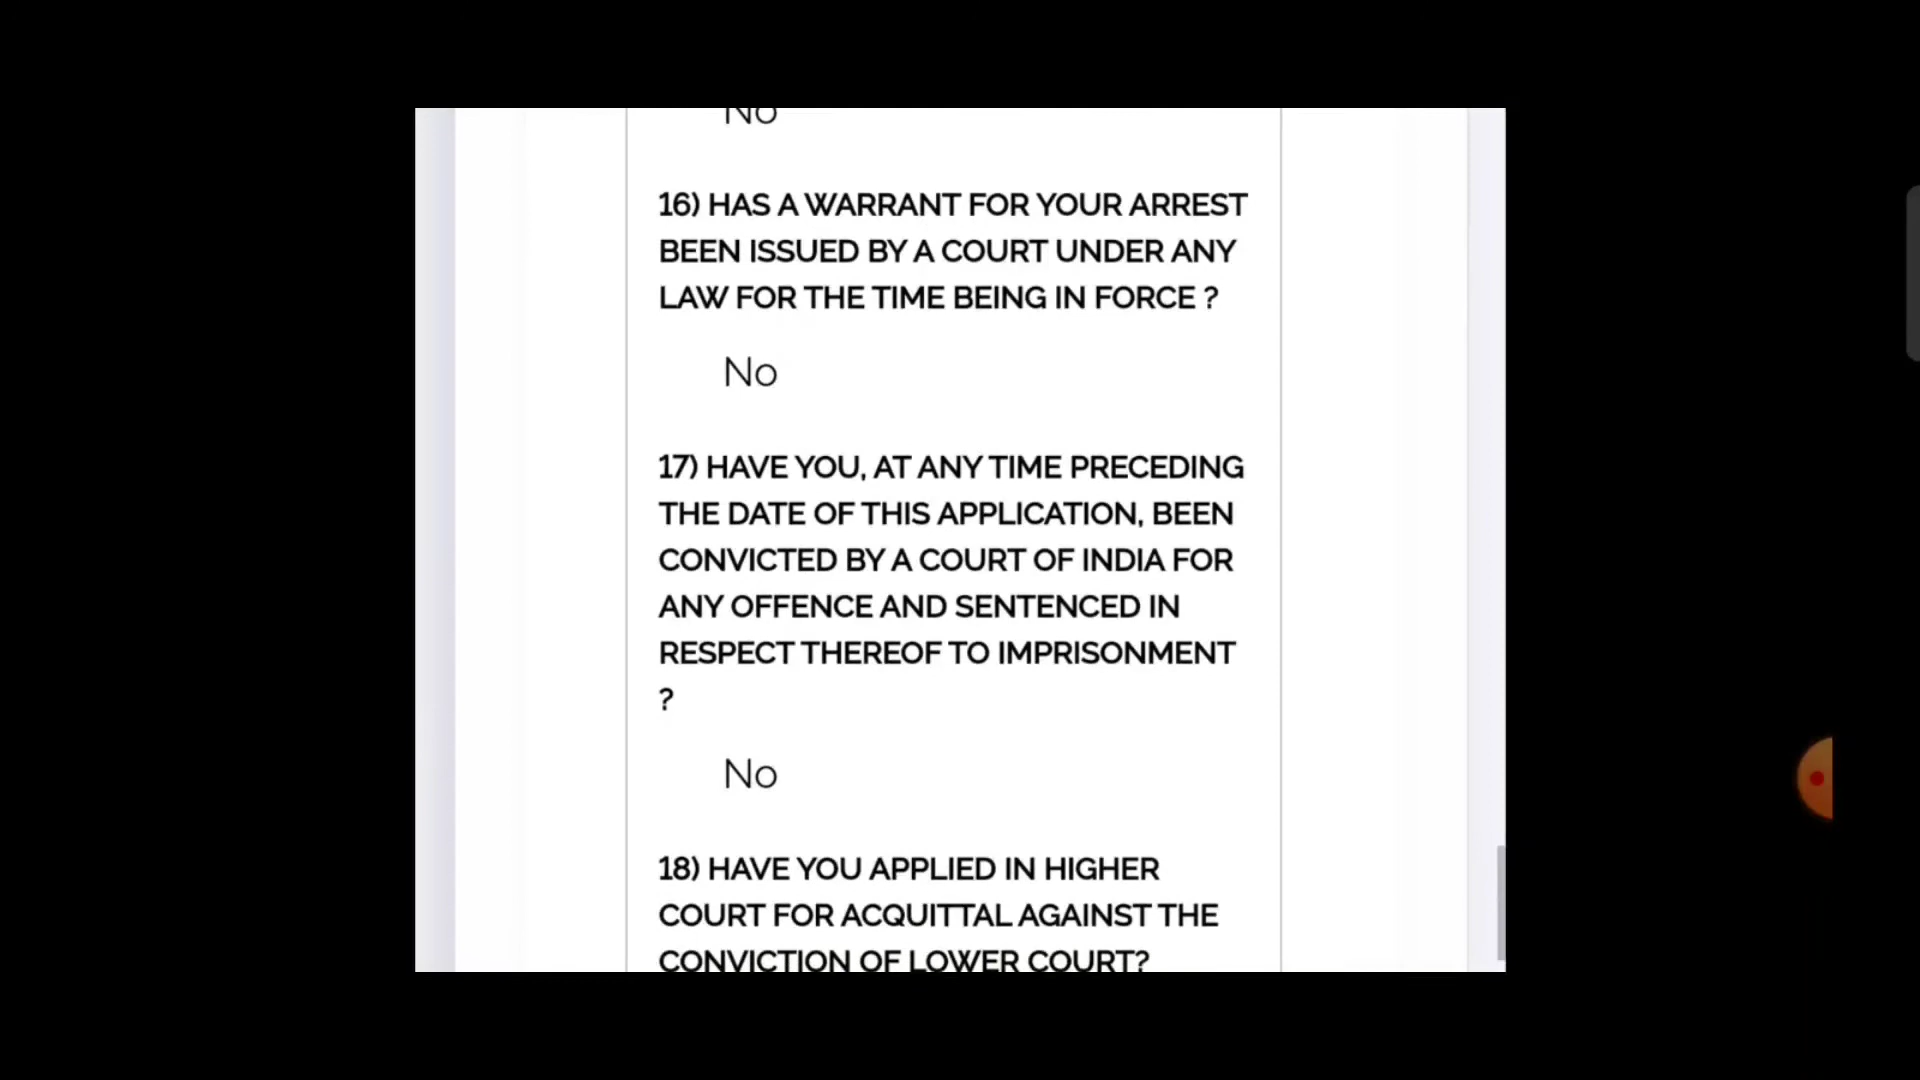 No
16) HAS A WARRANT FOR YOUR ARREST
BEEN ISSUED BY A COURT UNDER ANY
LAW FOR THE TIME BEING IN FORCE ?
No
17) HAVE YOU, AT ANY TIME PRECEDING
THE DATE OF THIS APPLICATION, BEEN
CONVICTED BY A COURT OF INDIA FOR
ANY OFFENCE AND SENTENCED IN
RESPECT THEREOF TO IMPRISONMENT
?
No
18) HAVE YOU APPLIED IN HIGHER
COURT FOR ACQUITTAL AGAINST THE
CONVICTION OF LOWER COURT?